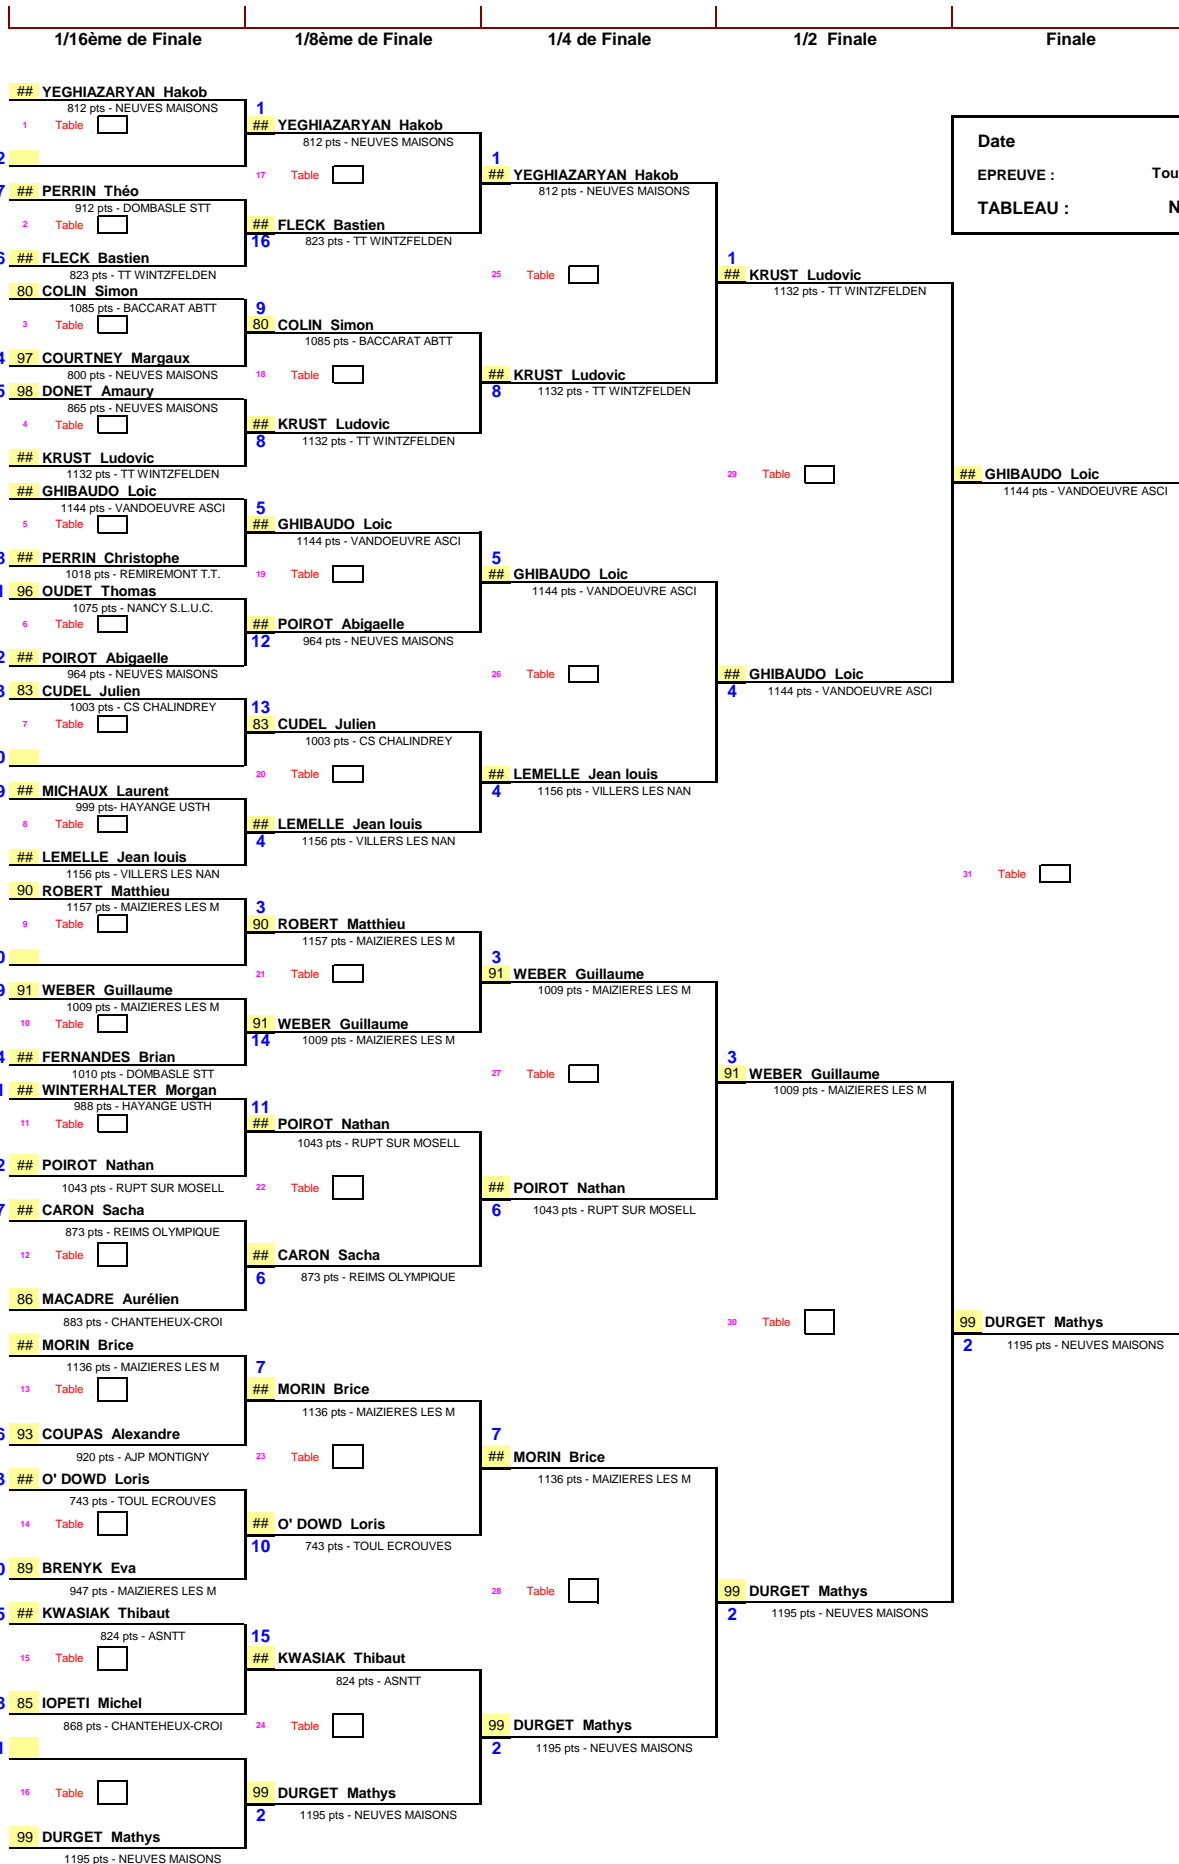 1/16ème de Finale
1/8ème de Finale
1/4 de Finale
1/2 Finale
Finale
Date
EPREUVE : Tou
TABLEAU : N
## YEGHIAZARYAN Hakob
812 pts - NEUVES MAISONS
1 Table
2
7 ## PERRIN Théo
912 pts - DOMBASLE STT
2 Table
6 ## FLECK Bastien
823 pts - TT WINTZFELDEN
80 COLIN Simon
1085 pts - BACCARAT ABTT
3 Table
4 97 COURTNEY Margaux
800 pts - NEUVES MAISONS
5 98 DONET Amaury
865 pts - NEUVES MAISONS
4 Table
## KRUST Ludovic
1132 pts - TT WINTZFELDEN
## GHIBAUDO Loic
1144 pts - VANDOEUVRE ASCI
5 Table
3 ## PERRIN Christophe
1018 pts - REMIREMONT T.T.
1 96 OUDET Thomas
1075 pts - NANCY S.L.U.C.
6 Table
2 ## POIROT Abigaelle
964 pts - NEUVES MAISONS
3 83 CUDEL Julien
1003 pts - CS CHALINDREY
7 Table
0
9 ## MICHAUX Laurent
999 pts- HAYANGE USTH
8 Table
## LEMELLE Jean louis
1156 pts - VILLERS LES NAN
90 ROBERT Matthieu
1157 pts - MAIZIERES LES M
9 Table
0
9 91 WEBER Guillaume
1009 pts - MAIZIERES LES M
10 Table
4 ## FERNANDES Brian
1010 pts - DOMBASLE STT
1 ## WINTERHALTER Morgan
988 pts - HAYANGE USTH
11 Table
2 ## POIROT Nathan
1043 pts - RUPT SUR MOSELL
7 ## CARON Sacha
873 pts - REIMS OLYMPIQUE
12 Table
86 MACADRE Aurélien
883 pts - CHANTEHEUX-CROI
## MORIN Brice
1136 pts - MAIZIERES LES M
13 Table
6 93 COUPAS Alexandre
920 pts - AJP MONTIGNY
3 ## O' DOWD Loris
743 pts - TOUL ECROUVES
14 Table
0 89 BRENYK Eva
947 pts - MAIZIERES LES M
5 ## KWASIAK Thibaut
824 pts - ASNTT
15 Table
3 85 IOPETI Michel
868 pts - CHANTEHEUX-CROI
1
16 Table
99 DURGET Mathys
1195 pts - NEUVES MAISONS
1
## YEGHIAZARYAN Hakob
812 pts - NEUVES MAISONS
17 Table
## FLECK Bastien
16 823 pts - TT WINTZFELDEN
9
80 COLIN Simon
1085 pts - BACCARAT ABTT
18 Table
## KRUST Ludovic
8 1132 pts - TT WINTZFELDEN
5
## GHIBAUDO Loic
1144 pts - VANDOEUVRE ASCI
19 Table
## POIROT Abigaelle
12 964 pts - NEUVES MAISONS
13
83 CUDEL Julien
1003 pts - CS CHALINDREY
20 Table
## LEMELLE Jean louis
4 1156 pts - VILLERS LES NAN
3
90 ROBERT Matthieu
1157 pts - MAIZIERES LES M
21 Table
91 WEBER Guillaume
14 1009 pts - MAIZIERES LES M
11
## POIROT Nathan
1043 pts - RUPT SUR MOSELL
22 Table
## CARON Sacha
6 873 pts - REIMS OLYMPIQUE
7
## MORIN Brice
1136 pts - MAIZIERES LES M
23 Table
## O' DOWD Loris
10 743 pts - TOUL ECROUVES
15
## KWASIAK Thibaut
824 pts - ASNTT
24 Table
99 DURGET Mathys
2 1195 pts - NEUVES MAISONS
1
## YEGHIAZARYAN Hakob
812 pts - NEUVES MAISONS
25 Table
## KRUST Ludovic
8 1132 pts - TT WINTZFELDEN
5
## GHIBAUDO Loic
1144 pts - VANDOEUVRE ASCI
26 Table
## LEMELLE Jean louis
4 1156 pts - VILLERS LES NAN
3
91 WEBER Guillaume
1009 pts - MAIZIERES LES M
27 Table
## POIROT Nathan
6 1043 pts - RUPT SUR MOSELL
7
## MORIN Brice
1136 pts - MAIZIERES LES M
28 Table
99 DURGET Mathys
2 1195 pts - NEUVES MAISONS
1
## KRUST Ludovic
1132 pts - TT WINTZFELDEN
29 Table
## GHIBAUDO Loic
4 1144 pts - VANDOEUVRE ASCI
3
91 WEBER Guillaume
1009 pts - MAIZIERES LES M
30 Table
99 DURGET Mathys
2 1195 pts - NEUVES MAISONS
## GHIBAUDO Loic
1144 pts - VANDOEUVRE ASCI
31 Table
99 DURGET Mathys
2 1195 pts - NEUVES MAISONS